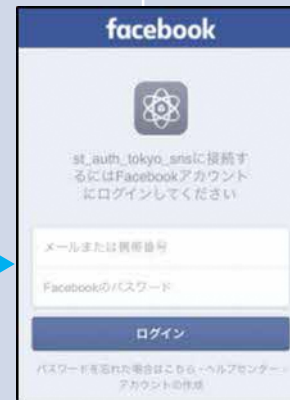 facebook
st_auth_tokyo_snsに接続す
るにはFacebookアカウント
にログインしてください
メールまたは携帯番号
Facebookのパスワード
ログイン
パスワードを忘れた場合はこちら・ヘルプセンター・
アカウントの作成